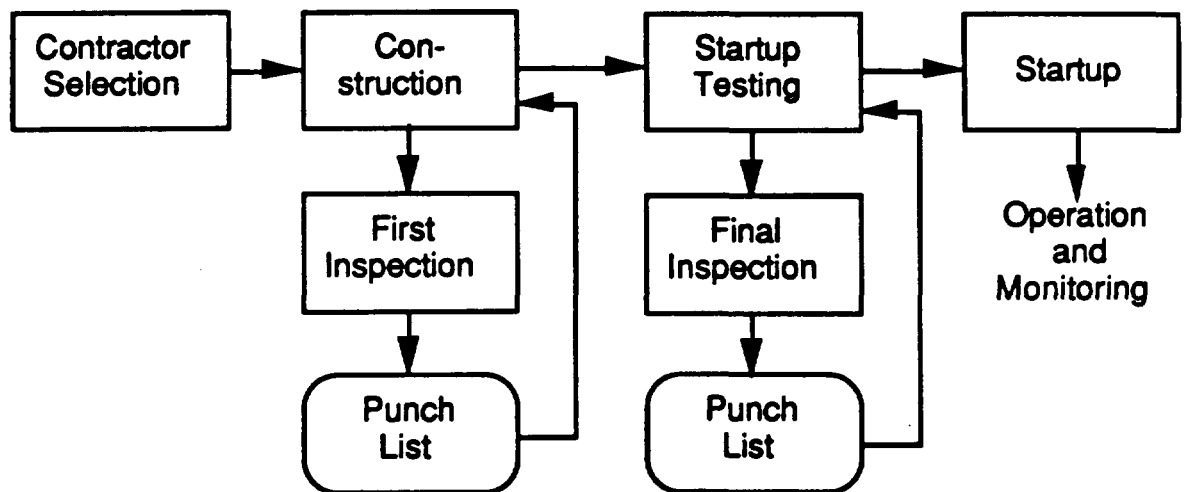 Contractor
Selection
Con-
struction
Startup
Testing
Startup
First
Inspection
Final
Inspection
Operation
and
Monitoring
Punch
List
Punch
List